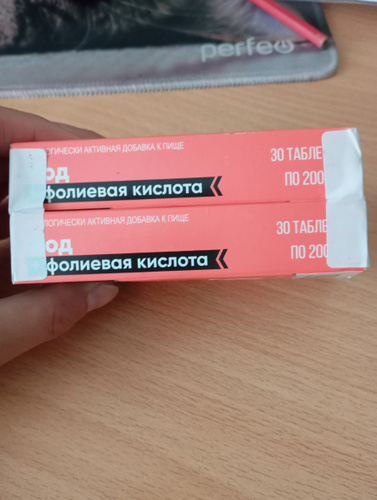 perfeo
ЛОГИЧЕСКИ АКТИВНАЯ ДОБАВКА К ПИЩЕ
ОД
фолиевая кислота
30 ТАБЛЕ
ПО 200
ЛОГИЧЕСКИ АКТИВНАЯ ДОБАВКА К ПИЩЕ
ОД
фолиевая кислота
30 ТАБЛЕ
ПО 200